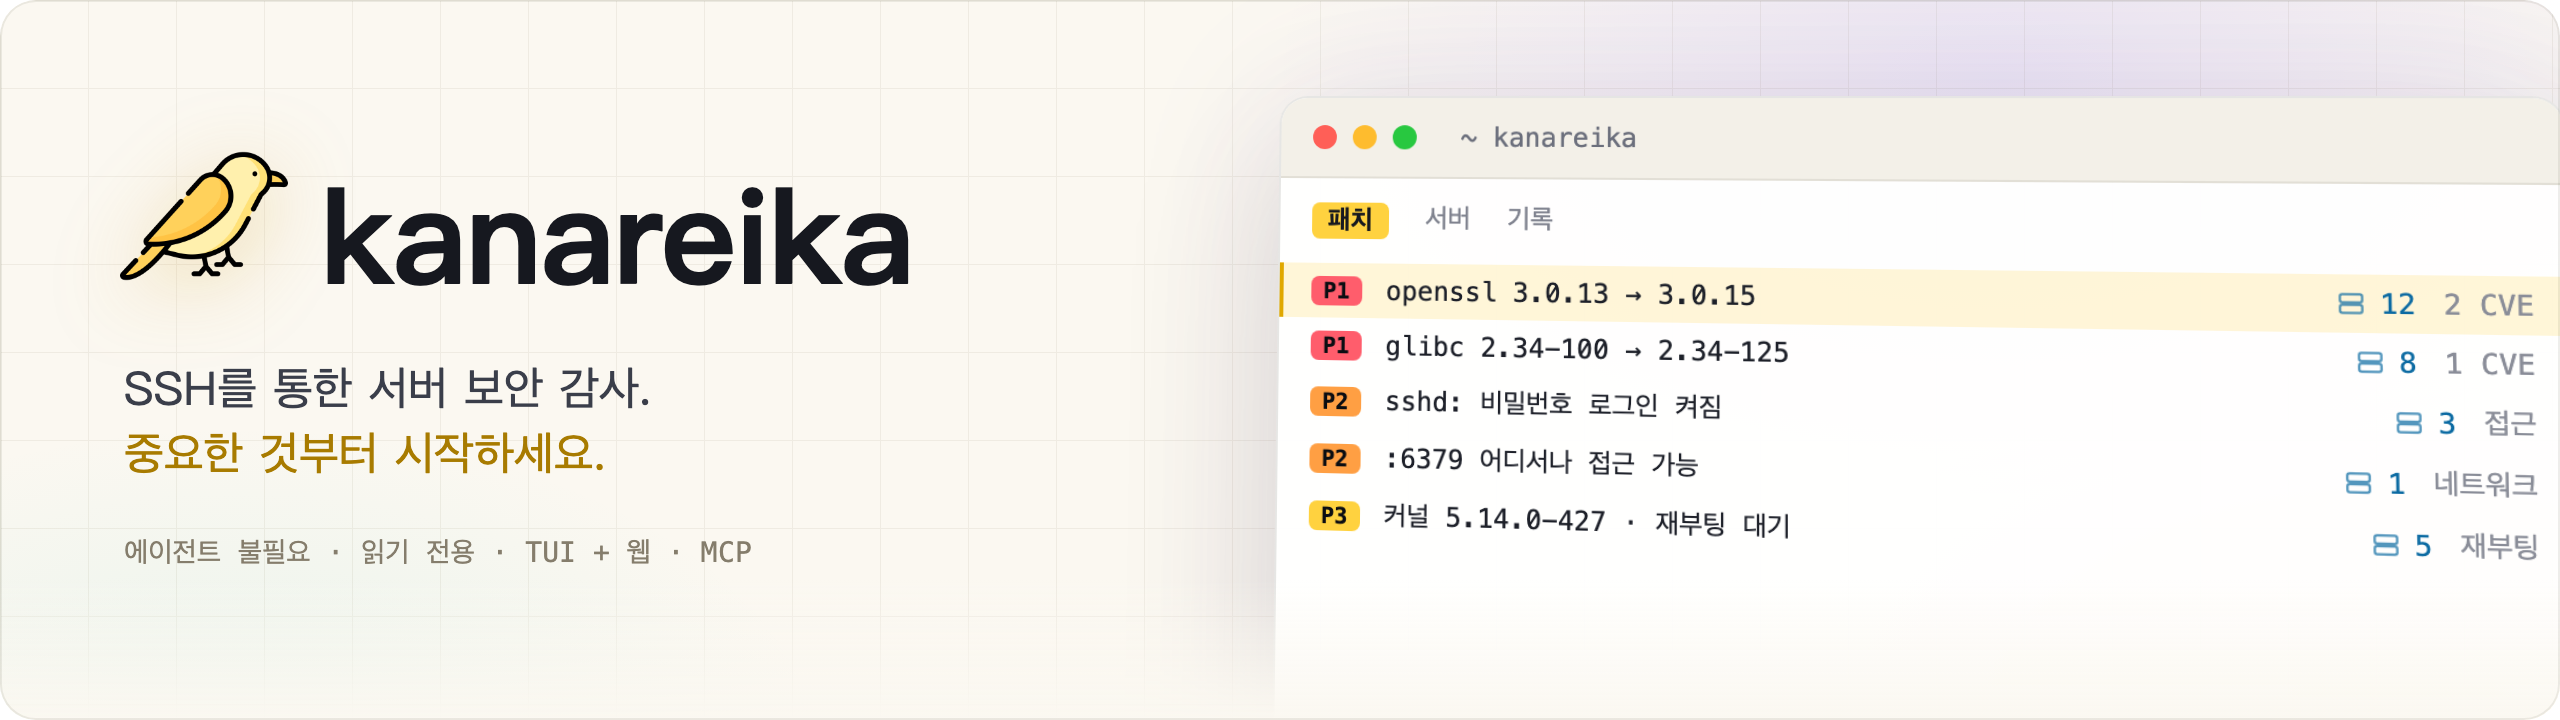 kanareika
SSH를 통한 서버 보안 감사.
중요한 것부터 시작하세요.
에이전트 불필요 · 읽기 전용 · TUI + 웹 · MCP
~ kanareika
패치 서버 기록
P1 openssl 3.0.13 → 3.0.15 12 2 CVE
P1 glibc 2.34-100 → 2.34-125 8 1 CVE
P2 sshd: 비밀번호 로그인 켜짐 3 접근
P2 :6379 어디서나 접근 가능 1 네트워크
P3 커널 5.14.0-427 · 재부팅 대기 5 재부팅